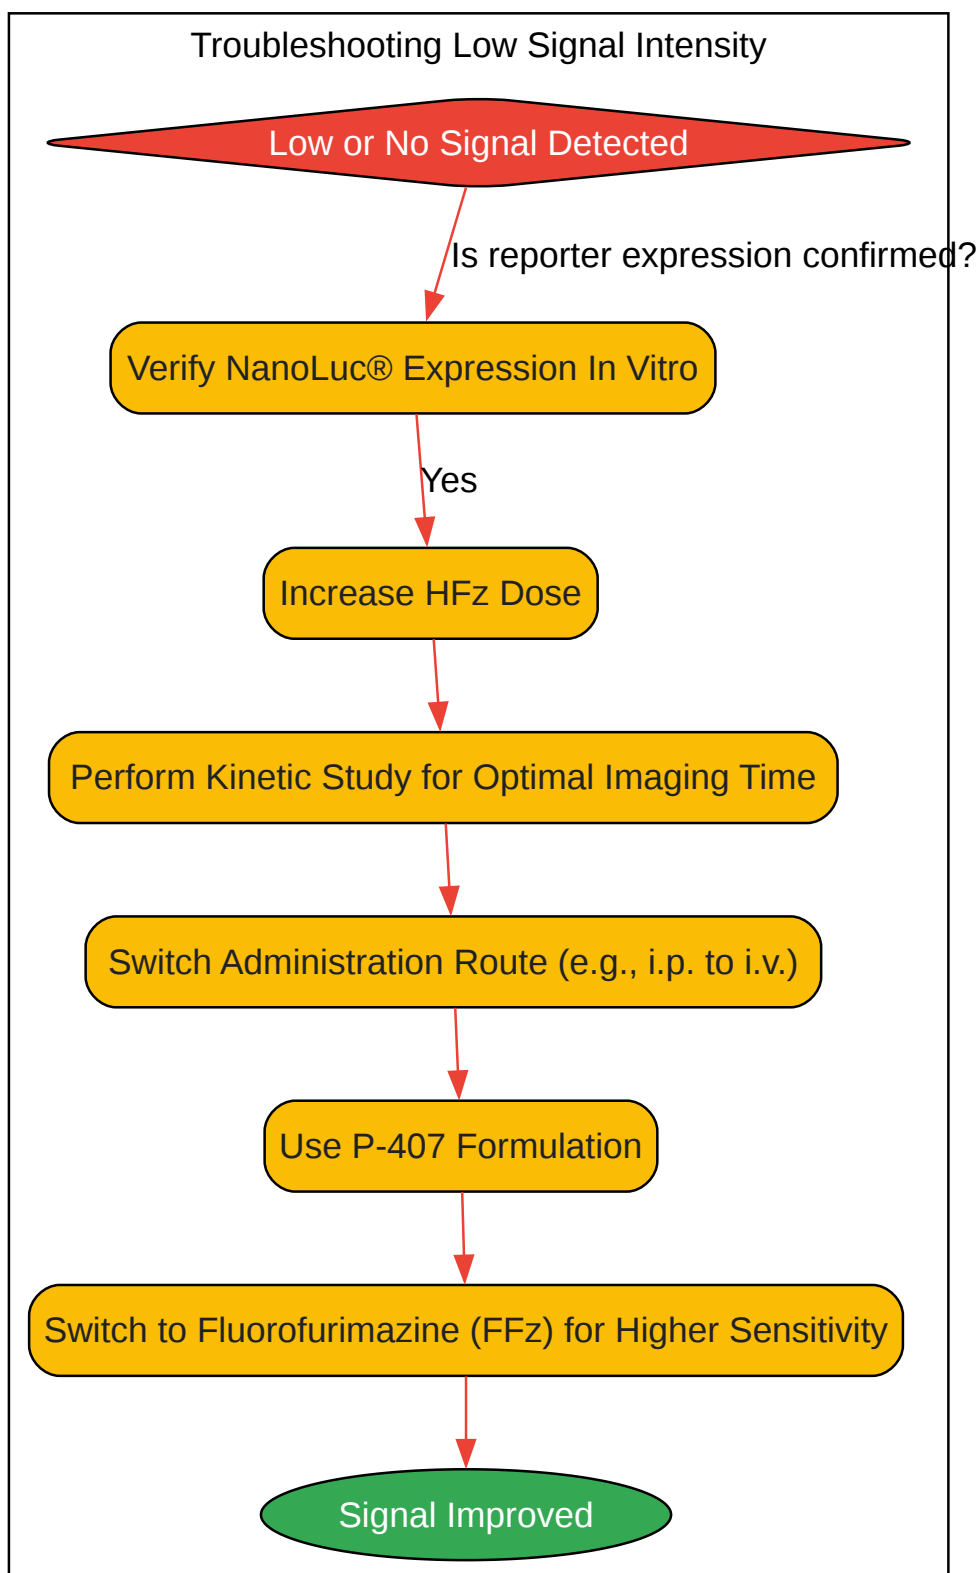 Troubleshooting Low Signal Intensity
Low or No Signal Detected
Is reporter expression confirmed?
Verify NanoLuc® Expression In Vitro
Yes
Increase HFz Dose
Perform Kinetic Study for Optimal Imaging Time
Switch Administration Route (e.g., i.p. to i.v.)
Use P-407 Formulation
Switch to Fluorofurimazine (FFz) for Higher Sensitivity
Signal Improved